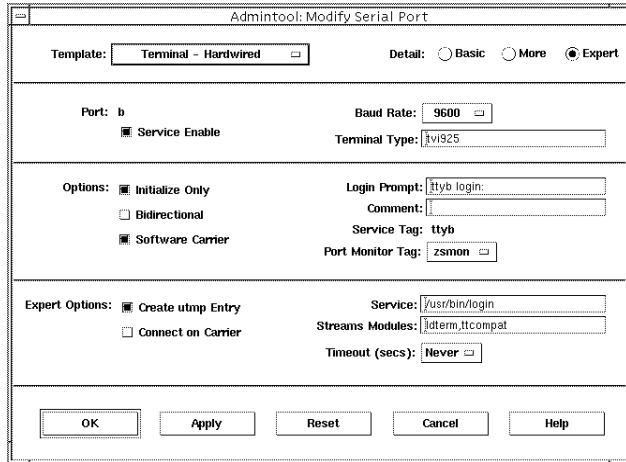 Admintool: Modify Serial Port
Template: Terminal - Hardwired
Detail: Basic More Expert
Port: b
Service Enable
Baud Rate: 9600
Terminal Type: tvi925
Options: Initialize Only
Bidirectional
Software Carrier
Login Prompt: ttyb login:
Comment:
Service Tag: ttyb
Port Monitor Tag: zsmon
Expert Options: Create utmp Entry
Connect on Carrier
Service: /usr/bin/login
Streams Modules: ldterm,ttcompat
Timeout (secs): Never
OK Apply Reset Cancel Help